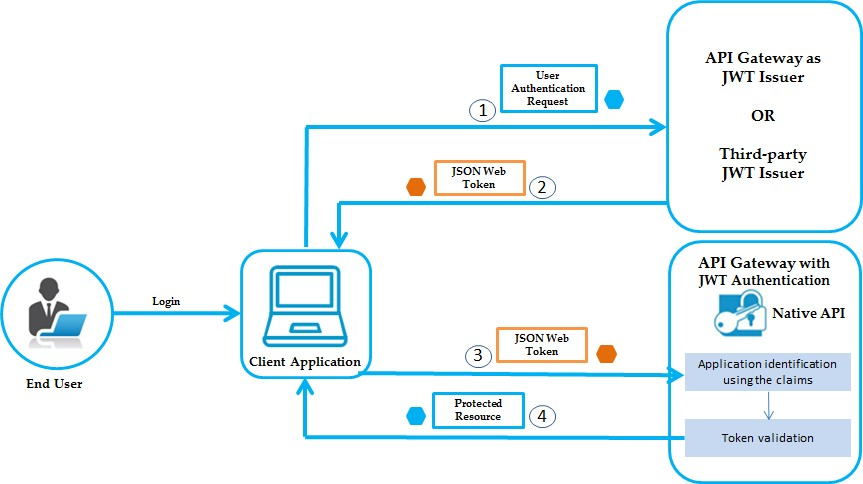 User
Authentication
Request
1
API Gateway as
JWT Issuer
OR
Third-party
JWT Issuer
JSON Web
Token
2
Login
End User
Client Application
API Gateway with
JWT Authentication
Native API
3
JSON Web
Token
Application identification
using the claims
Protected
Resource
4
Token validation